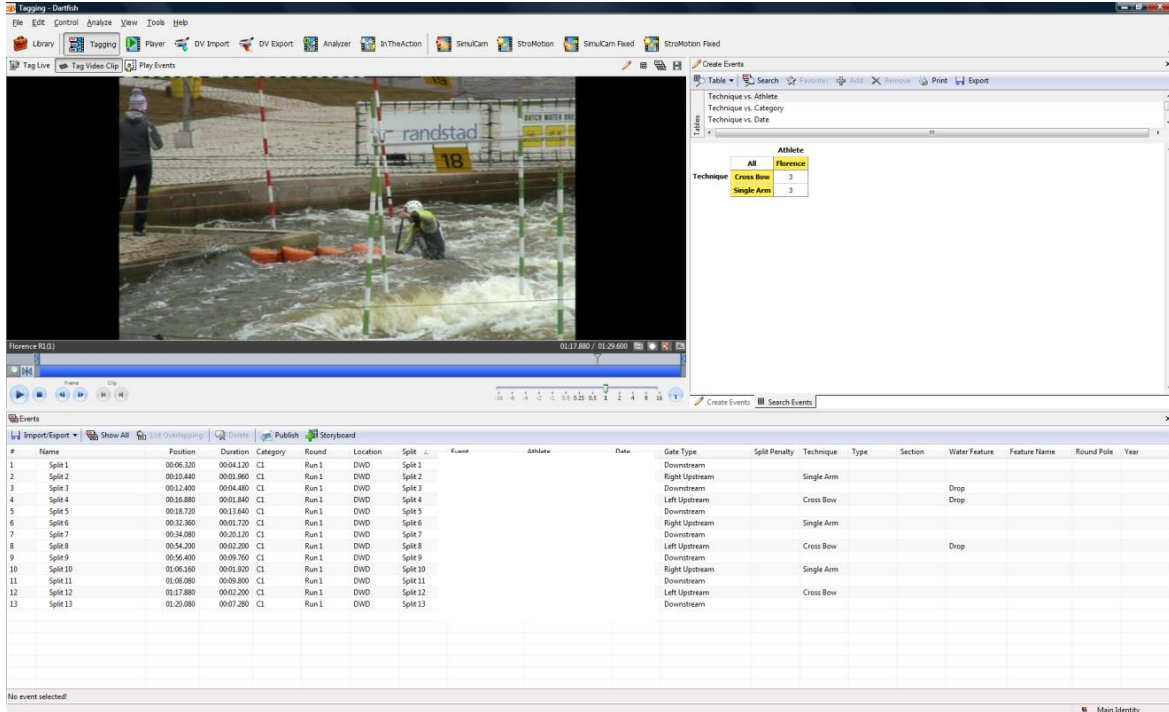 Tagging - Dartfish
File Edit Control Analyze View Tools Help
Library Tagging Player DV Import DV Export Analyzer InTheAction SimulCam StroMotion SimulCam Fixed StroMotion Fixed
Tag Live Tag Video Clip Play Events
Create Events
Table Search Favorite Add Remove Print Export
Tables
Technique vs. Athlete
Technique vs. Category
Technique vs. Date
Athlete
All Florence
Technique Cross Bow 3
Single Arm 3
randstad
DUTCH WATER
18
Florence R1(1) 01:17.880 / 01:29.600
Frame Clip
-16 -8 -4 -2 -1 0.25 0.5 1 2 4 8 16
Create Events Search Events
Events
Import/Export Show All List Overlapping Delete Publish Storyboard
# Name Position Duration Category Round Location Split Event Athlete Date Gate Type Split Penalty Technique Type Section Water Feature Feature Name Round Pole Year
1 Split 1 00:06.320 00:04.120 C1 Run 1 DWD Split 1 Downstream
2 Split 2 00:10.440 00:01.960 C1 Run 1 DWD Split 2 Right Upstream Single Arm
3 Split 3 00:12.400 00:04.480 C1 Run 1 DWD Split 3 Downstream Drop
4 Split 4 00:16.880 00:01.840 C1 Run 1 DWD Split 4 Left Upstream Cross Bow Drop
5 Split 5 00:18.720 00:13.640 C1 Run 1 DWD Split 5 Downstream
6 Split 6 00:32.360 00:01.720 C1 Run 1 DWD Split 6 Right Upstream Single Arm
7 Split 7 00:34.080 00:20.120 C1 Run 1 DWD Split 7 Downstream
8 Split 8 00:54.200 00:02.200 C1 Run 1 DWD Split 8 Left Upstream Cross Bow Drop
9 Split 9 00:56.400 00:09.760 C1 Run 1 DWD Split 9 Downstream
10 Split 10 01:06.160 00:01.920 C1 Run 1 DWD Split 10 Right Upstream Single Arm
11 Split 11 01:08.080 00:09.800 C1 Run 1 DWD Split 11 Downstream
12 Split 12 01:17.880 00:02.200 C1 Run 1 DWD Split 12 Left Upstream Cross Bow
13 Split 13 01:20.080 00:07.280 C1 Run 1 DWD Split 13 Downstream
No event selected!
Main Identity